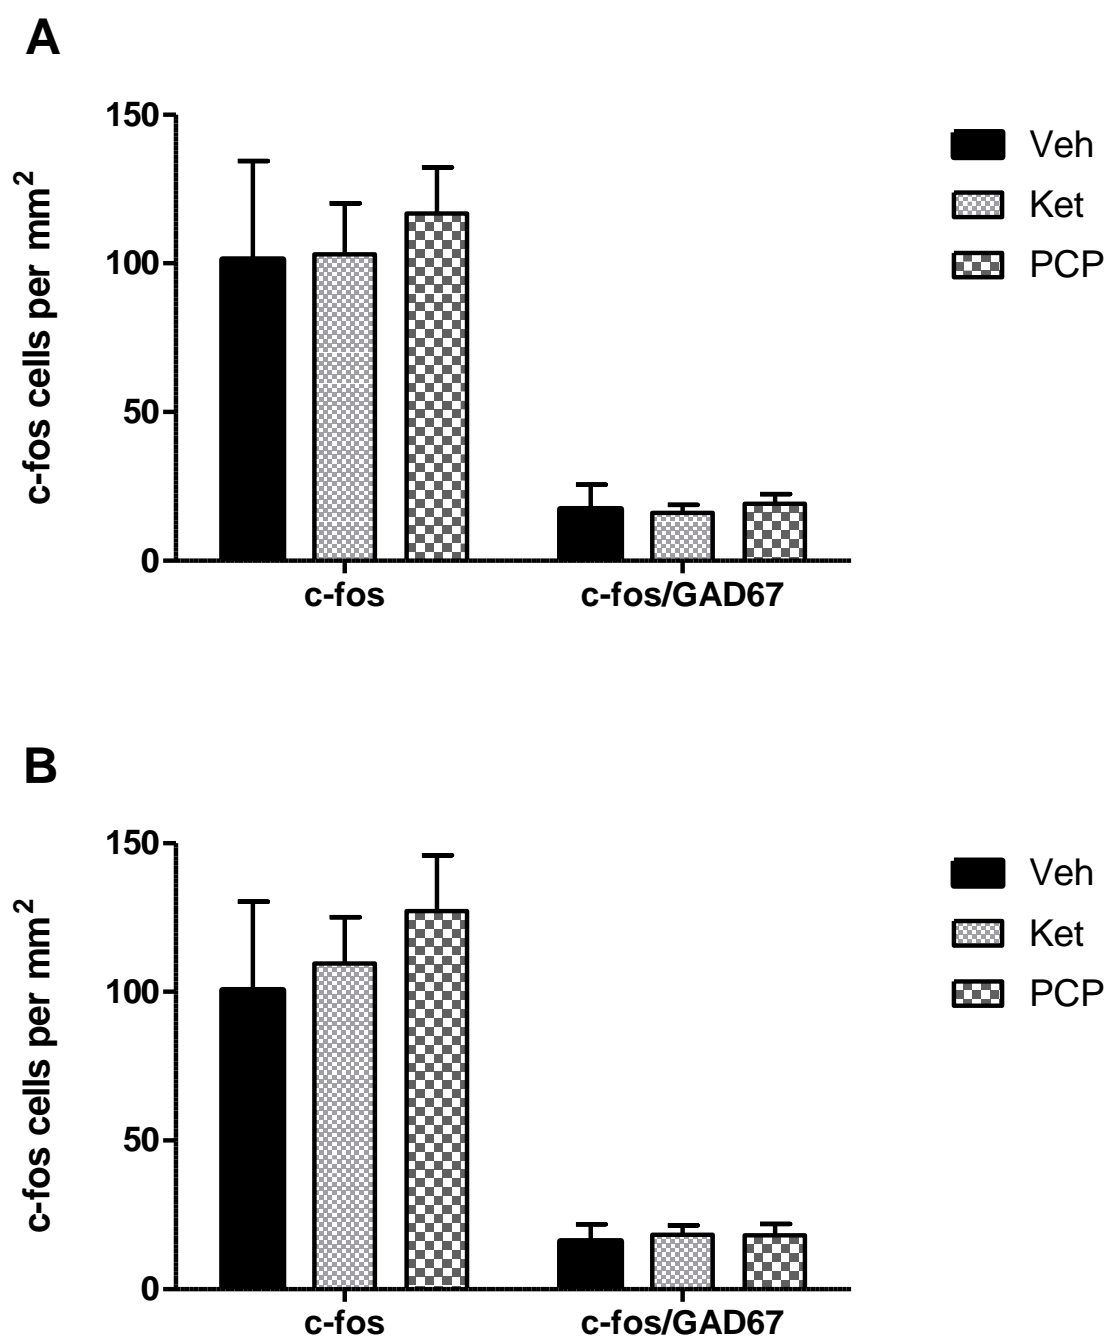 A
150
100
50
0
c-fos cells per mm²
c-fos
c-fos/GAD67
Veh
Ket
PCP
B
150
100
50
0
c-fos cells per mm²
c-fos
c-fos/GAD67
Veh
Ket
PCP